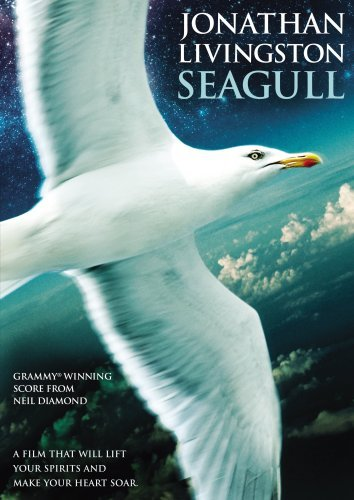 JONATHAN
LIVINGSTON
SEAGULL
GRAMMY® WINNING
SCORE FROM
NEIL DIAMOND
A FILM THAT WILL LIFT
YOUR SPIRITS AND
MAKE YOUR HEART SOAR.